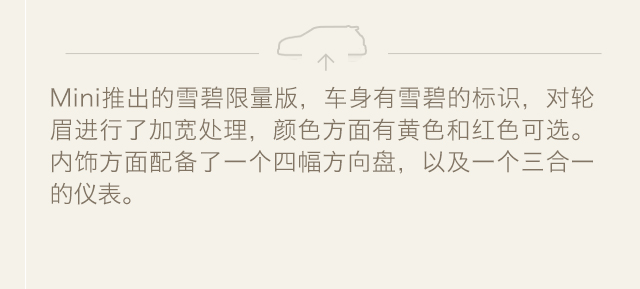 Mini推出的雪碧限量版，车身有雪碧的标识，对轮
眉进行了加宽处理，颜色方面有黄色和红色可选。
内饰方面配备了一个四幅方向盘，以及一个三合一
的仪表。